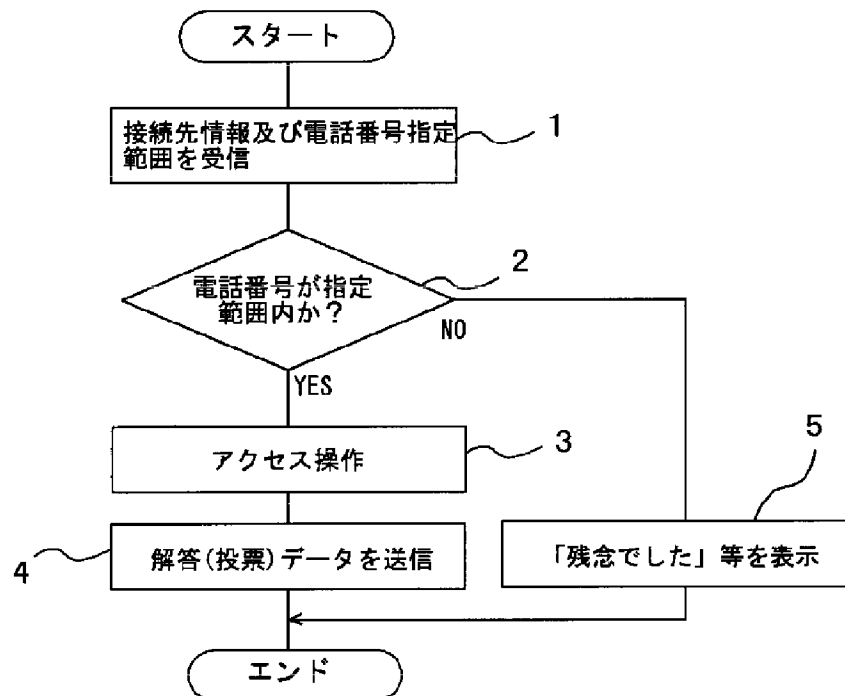 スタート
接続先情報及び電話番号指定
範囲を受信
1
電話番号が指定
範囲内か？
2
NO
YES
アクセス操作
3
5
解答(投票)データを送信
4
「残念でした」等を表示
エンド